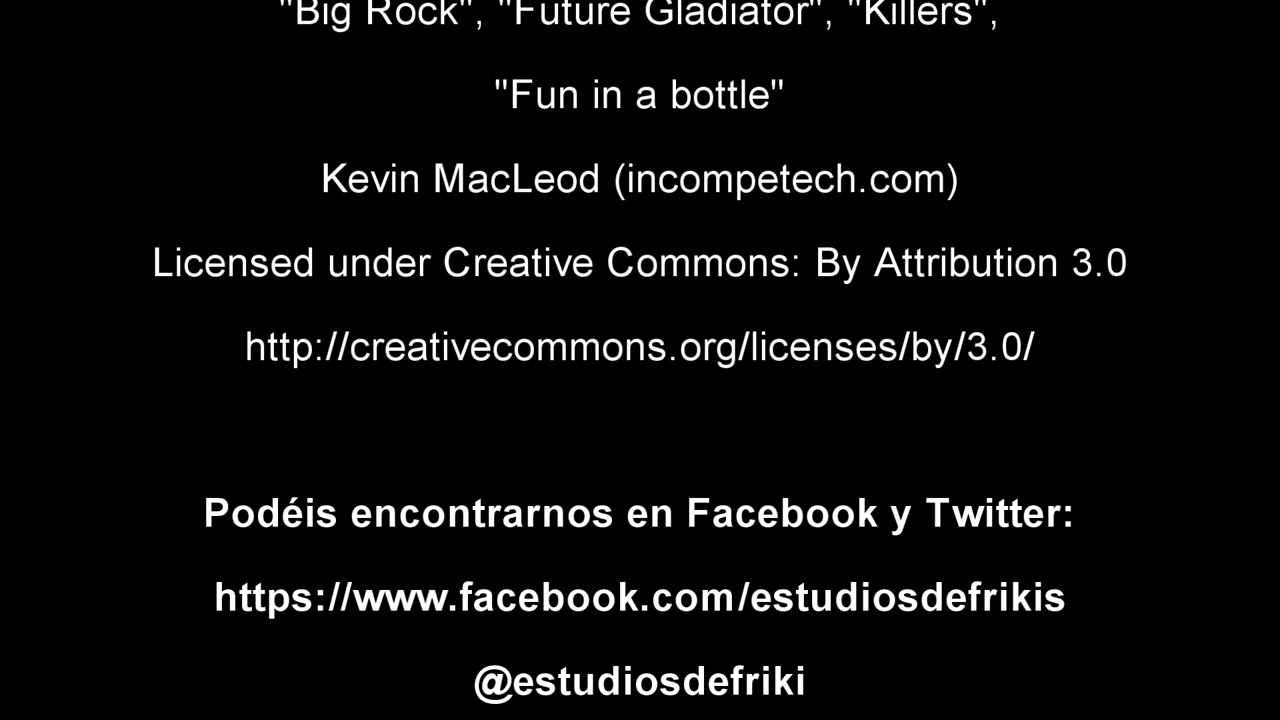 "Big Rock", "Future Gladiator", "Killers",
"Fun in a bottle"
Kevin MacLeod (incompetech.com)
Licensed under Creative Commons: By Attribution 3.0
http://creativecommons.org/licenses/by/3.0/
Podéis encontrarnos en Facebook y Twitter:
https://www.facebook.com/estudiosdefrikis
@estudiosdefriki